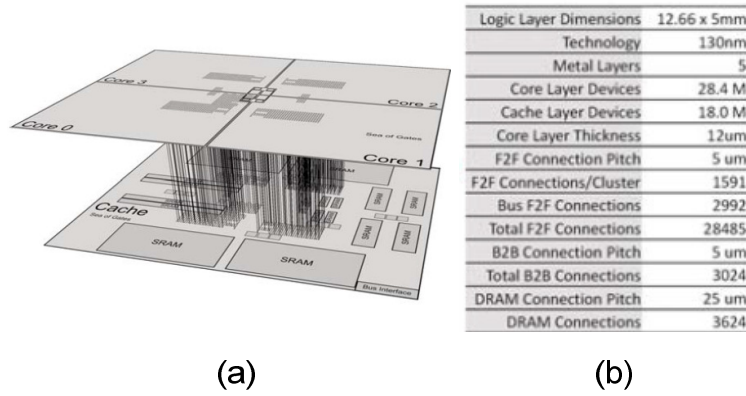 Core 3
Core 2
Core 0
Sea of Gates
Core 1
SRAM
Cache
Sea of Gates
SRAM
SRAM
SRAM
SRAM
SRAM
SRAM
Bus Interface
Logic Layer Dimensions 12.66 x 5mm
Technology 130nm
Metal Layers 5
Core Layer Devices 28.4 M
Cache Layer Devices 18.0 M
Core Layer Thickness 12um
F2F Connection Pitch 5 um
F2F Connections/Cluster 1591
Bus F2F Connections 2992
Total F2F Connections 28485
B2B Connection Pitch 5 um
Total B2B Connections 3024
DRAM Connection Pitch 25 um
DRAM Connections 3624
(a)
(b)